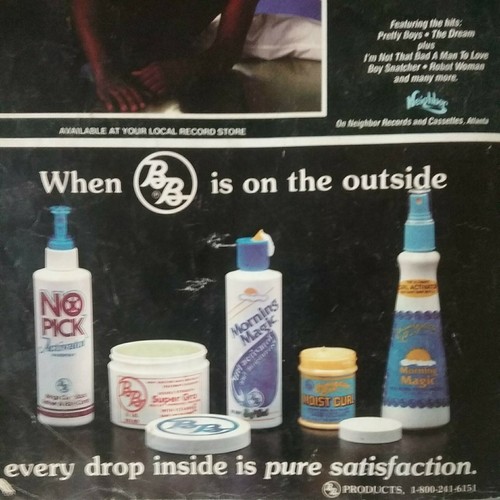 Featuring the hits:
Pretty Boys • The Dream
plus
I'm Not That Bad A Man To Love
Boy Snatcher • Robot Woman
and many more.
Neighbor
On Neighbor Records and Cassettes, Atlanta
AVAILABLE AT YOUR LOCAL RECORD STORE
When BB is on the outside
NO
PICK
Activator
BB
Super Gro
Morning
Magic
MOIST CURL
Morning
Magic
every drop inside is pure satisfaction.
BB PRODUCTS, 1-800-241-6151